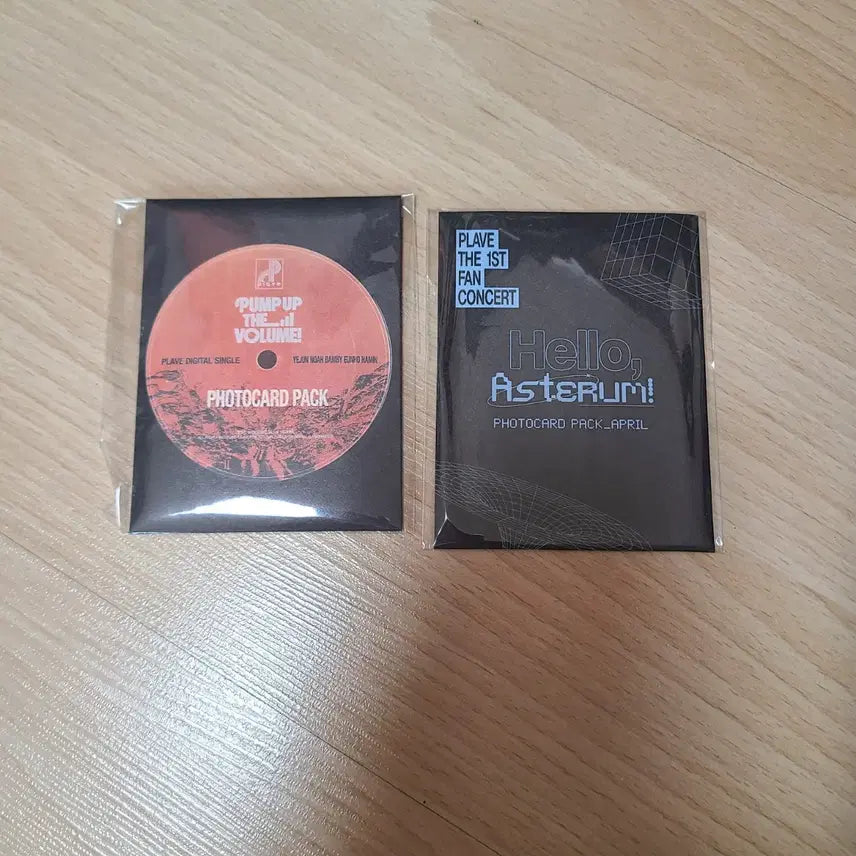 PLAVE
PUMP UP
THE
VOLUME!
PLAVE DIGITAL SINGLE
YEJUN NOAH BAMBY EUNHO HAMIN
PHOTOCARD PACK
PLAVE
THE 1ST
FAN
CONCERT
Hello,
Asterum!
PHOTOCARD PACK_APRIL